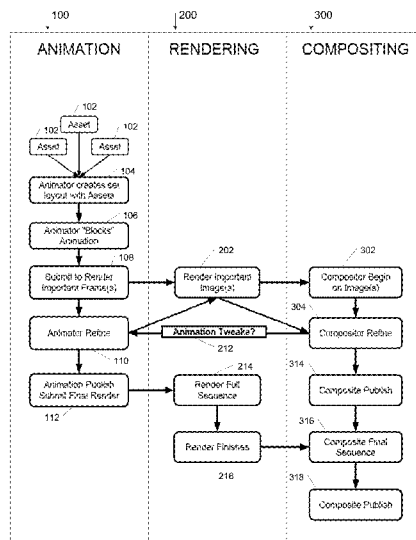 100
200
300
ANIMATION
RENDERING
COMPOSITING
102
102
102
Asset
Asset
Asset
104
Animator creates set
layout with Assets
106
Animator "Blocks"
Animation
108
202
302
Submit to Render
Important Frame(s)
Render Important
Image(s)
Compositor Begin
on Image(s)
304
Animator Refine
Animation Tweaks?
Compositor Refine
110
212
214
314
Animation Publish
Submit Final Render
Render Full
Sequence
Composite Publish
112
316
Render Finishes
Composite Final
Sequence
216
318
Composite Publish